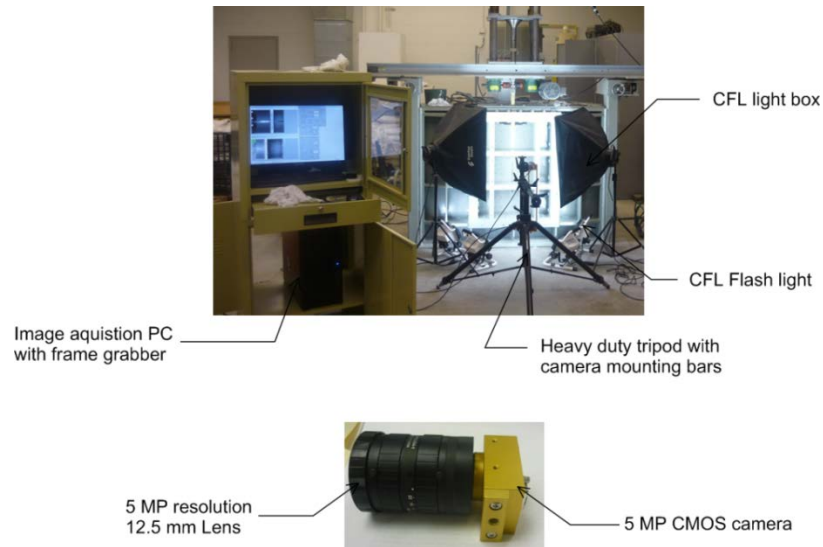 CFL light box
CFL Flash light
Image aquistion PC
with frame grabber
Heavy duty tripod with
camera mounting bars
5 MP resolution
12.5 mm Lens
5 MP CMOS camera